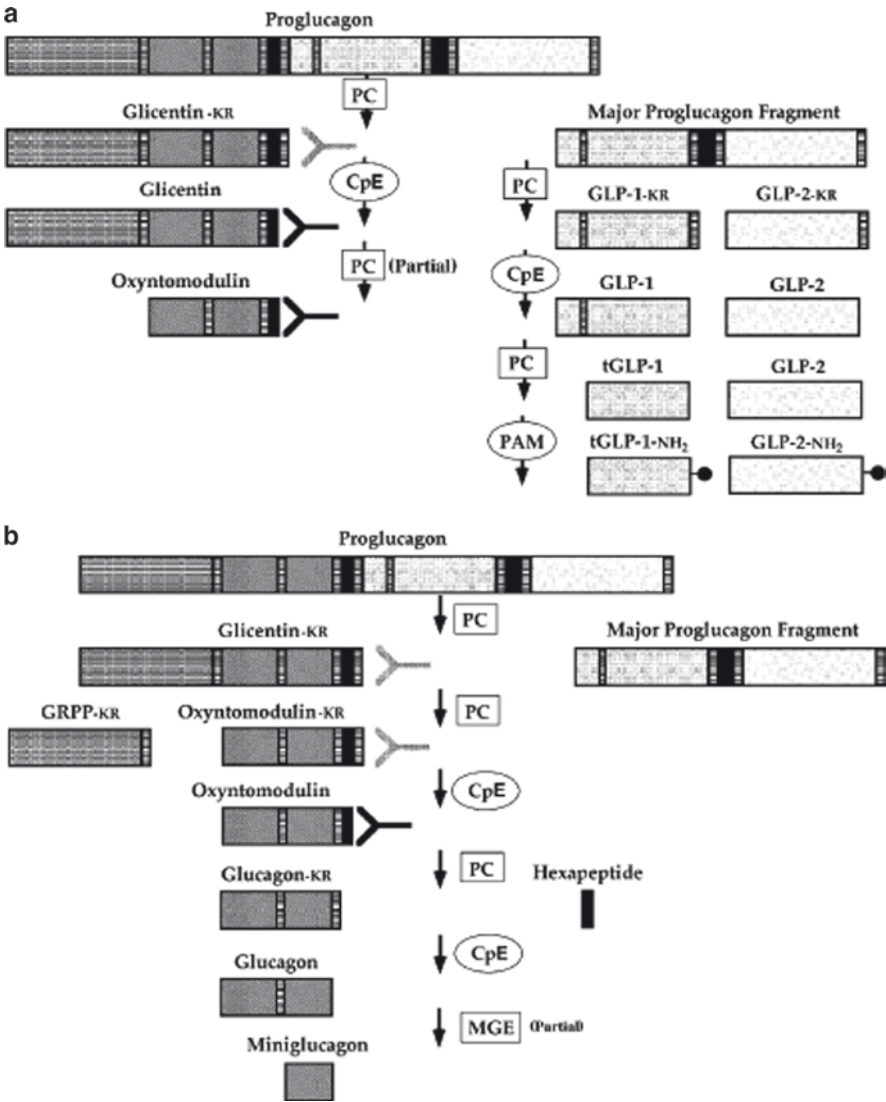 a
Proglucagon
PC
Glicentin-KR
Major Proglucagon Fragment
CpE
PC
Glicentin
GLP-1-KR
GLP-2-KR
PC (Partial)
CpE
Oxyntomodulin
GLP-1
GLP-2
PC
tGLP-1
GLP-2
PAM
tGLP-1-NH₂
GLP-2-NH₂
b
Proglucagon
PC
Glicentin-KR
Major Proglucagon Fragment
PC
GRPP-KR
Oxyntomodulin-KR
CpE
Oxyntomodulin
PC
Glucagon-KR
Hexapeptide
CpE
Glucagon
MGE (Partial)
Miniglucagon